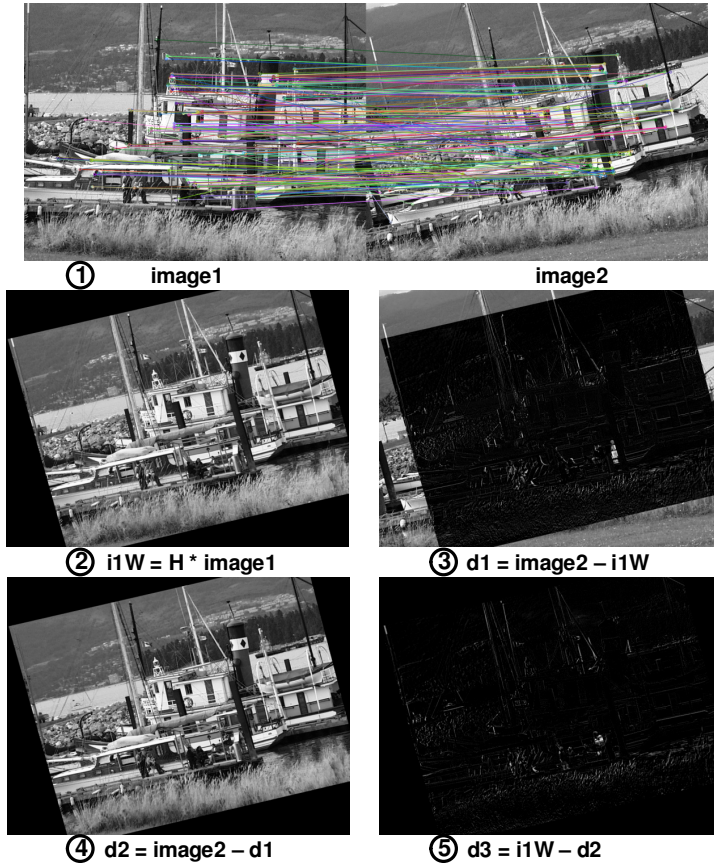 ① image1 image2
② i1W = H * image1
③ d1 = image2 – i1W
④ d2 = image2 – d1
⑤ d3 = i1W – d2